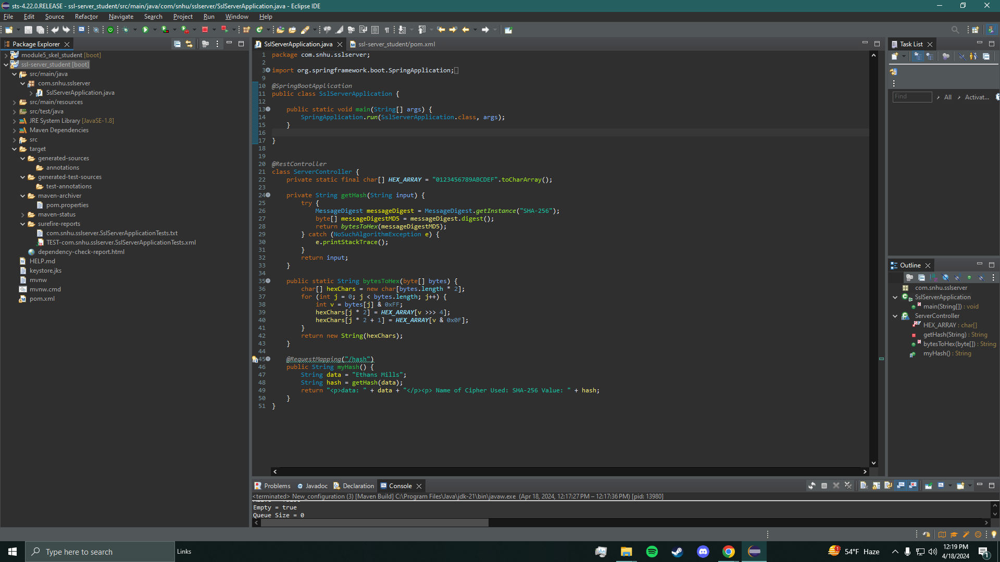 sts-4.22.0.RELEASE - ssl-server_student/src/main/java/com/snhu/sslserver/SslServerApplication.java - Eclipse IDE
File Edit Source Refactor Navigate Search Project Run Window Help
Package Explorer
module5_skel_student [boot]
ssl-server_student [boot]
src/main/java
com.snhu.sslserver
SslServerApplication.java
src/main/resources
src/test/java
JRE System Library [JavaSE-1.8]
Maven Dependencies
src
target
generated-sources
annotations
generated-test-sources
test-annotations
maven-archiver
pom.properties
maven-status
surefire-reports
com.snhu.sslserver.SslServerApplicationTests.txt
TEST-com.snhu.sslserver.SslServerApplicationTests.xml
dependency-check-report.html
HELP.md
keystore.jks
mvnw
mvnw.cmd
pom.xml
SslServerApplication.java ssl-server_student/pom.xml
1 package com.snhu.sslserver;
2
3 import org.springframework.boot.SpringApplication;
9
10 @SpringBootApplication
11 public class SslServerApplication {
12
13 public static void main(String[] args) {
14 SpringApplication.run(SslServerApplication.class, args);
15 }
16
17 }
18
19
20 @RestController
21 class ServerController {
22 private static final char[] HEX_ARRAY = "0123456789ABCDEF".toCharArray();
23
24 private String getHash(String input) {
25 try {
26 MessageDigest messageDigest = MessageDigest.getInstance("SHA-256");
27 byte[] messageDigestMD5 = messageDigest.digest();
28 return bytesToHex(messageDigestMD5);
29 } catch (NoSuchAlgorithmException e) {
30 e.printStackTrace();
31 }
32 return input;
33 }
34
35 public static String bytesToHex(byte[] bytes) {
36 char[] hexChars = new char[bytes.length * 2];
37 for (int j = 0; j < bytes.length; j++) {
38 int v = bytes[j] & 0xFF;
39 hexChars[j * 2] = HEX_ARRAY[v >>> 4];
40 hexChars[j * 2 + 1] = HEX_ARRAY[v & 0x0F];
41 }
42 return new String(hexChars);
43 }
44
45 @RequestMapping("/hash")
46 public String myHash() {
47 String data = "Ethans Mills";
48 String hash = getHash(data);
49 return "<p>data: " + data + "</p><p> Name of Cipher Used: SHA-256 Value: " + hash;
50 }
51 }
Task List
Find All Activat...
Outline
com.snhu.sslserver
SslServerApplication
main(String[]) : void
ServerController
HEX_ARRAY : char[]
getHash(String) : String
bytesToHex(byte[]) : String
myHash() : String
Problems Javadoc Declaration Console
<terminated> New_configuration (3) [Maven Build] C:\Program Files\Java\jdk-21\bin\javaw.exe (Apr 18, 2024, 12:17:27 PM – 12:17:36 PM) [pid: 13980]
Empty = true
Queue Size = 0
Type here to search
Links
54°F Haze
12:19 PM
4/18/2024